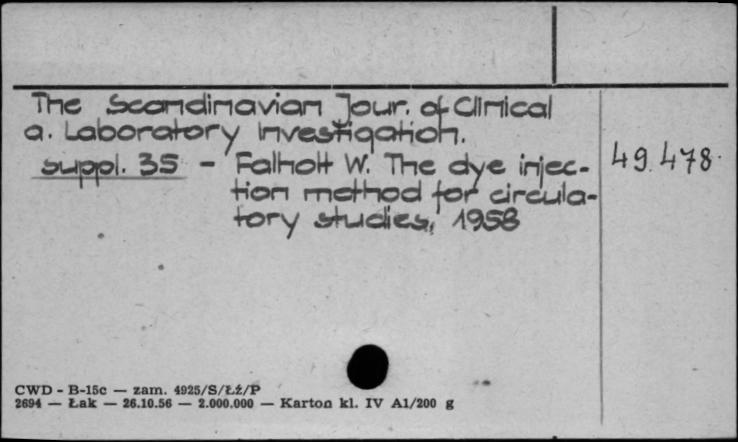 The Scandinavian Jour. of Clinical
a. Laboratory Investigation.
suppl. 35 - Falholt W. The dye injec-
tion method for circula-
tory studies, 1958
49.478.
CWD - B-15c — zam. 4925/S/Łź/P
2694 — Łak — 26.10.56 — 2.000.000 — Karton kl. IV A1/200 g